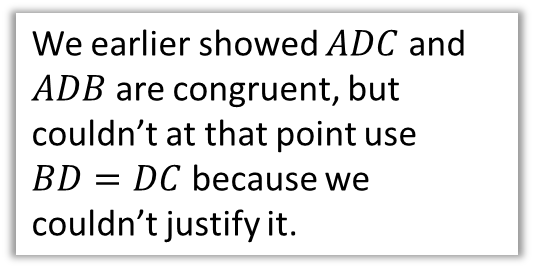 We earlier showed ADC and
ADB are congruent, but
couldn’t at that point use
BD = DC because we
couldn’t justify it.